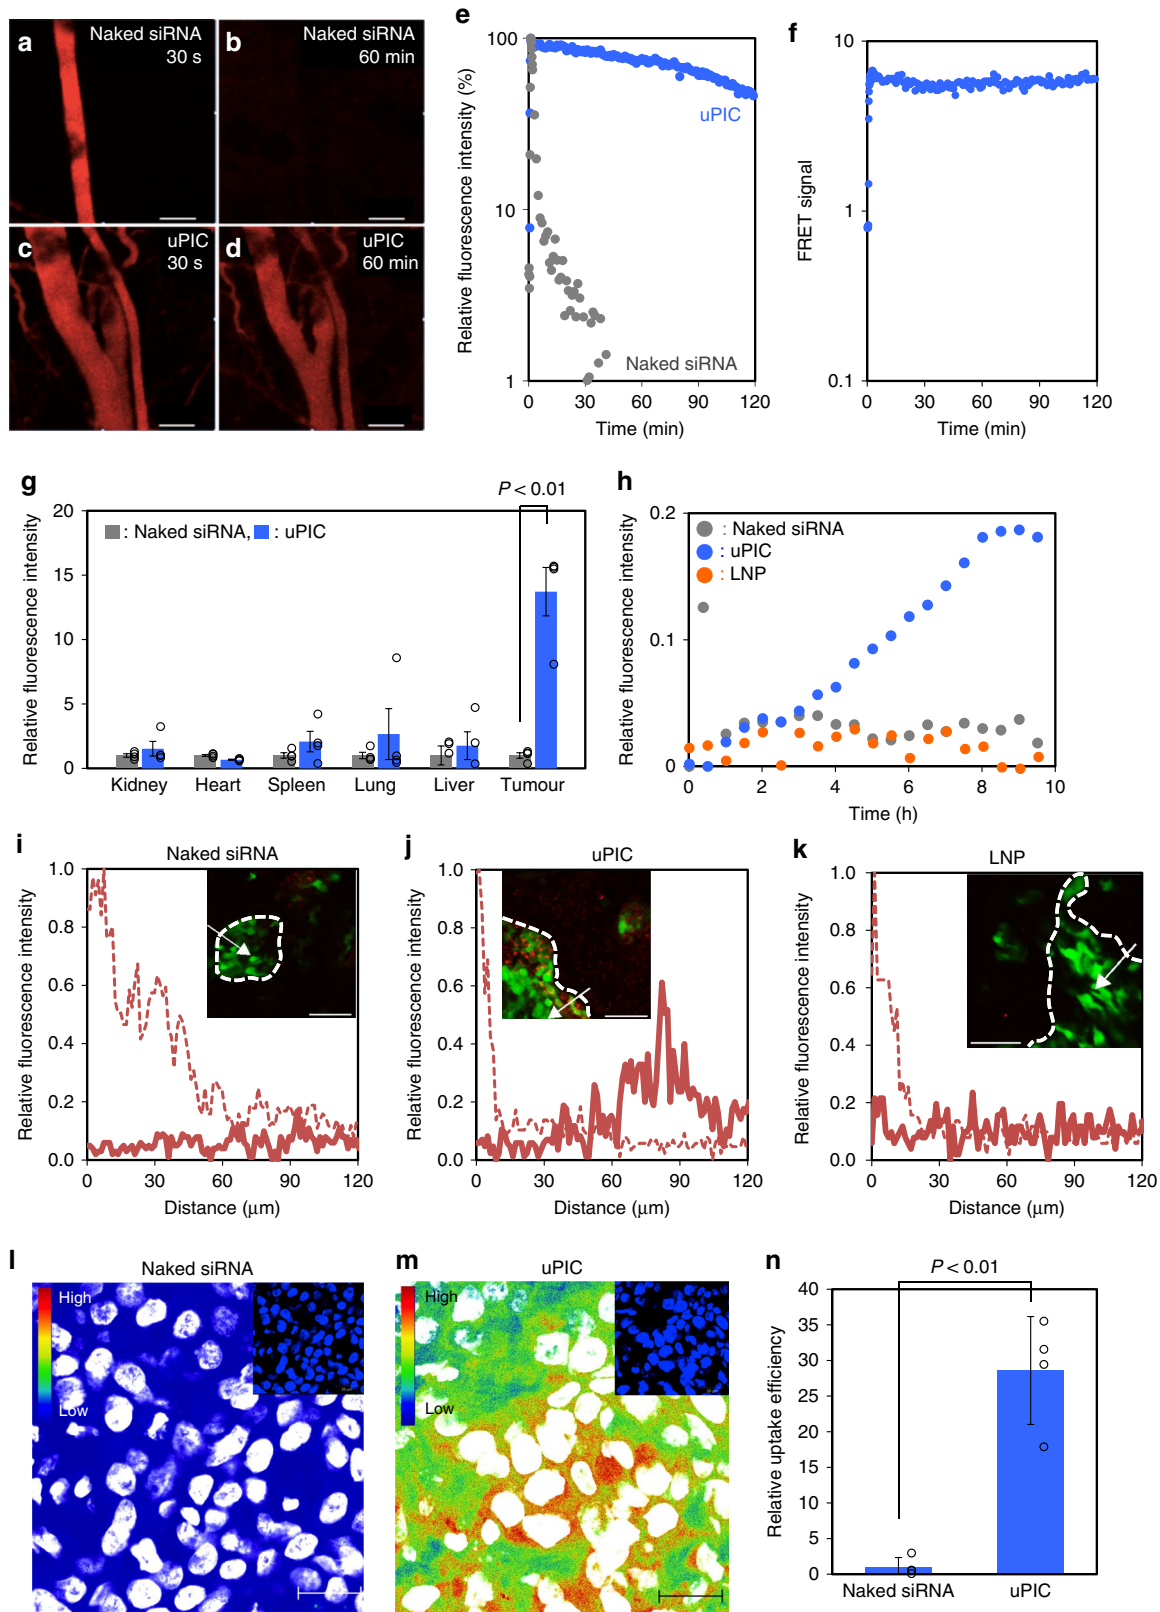 a Naked siRNA 30 s
b Naked siRNA 60 min
c uPIC 30 s
d uPIC 60 min
e
Relative fluorescence intensity (%)
100
10
1
uPIC
Naked siRNA
0 30 60 90 120
Time (min)
f
FRET signal
10
1
0.1
0 30 60 90 120
Time (min)
g
Relative fluorescence intensity
20
15
10
5
0
: Naked siRNA, : uPIC
P < 0.01
Kidney Heart Spleen Lung Liver Tumour
h
Relative fluorescence intensity
0.2
0.1
0
: Naked siRNA
: uPIC
: LNP
0 2 4 6 8 10
Time (h)
i
Naked siRNA
Relative fluorescence intensity
1.0
0.8
0.6
0.4
0.2
0.0
0 30 60 90 120
Distance (μm)
j
uPIC
Relative fluorescence intensity
1.0
0.8
0.6
0.4
0.2
0.0
0 30 60 90 120
Distance (μm)
k
LNP
Relative fluorescence intensity
1.0
0.8
0.6
0.4
0.2
0.0
0 30 60 90 120
Distance (μm)
l
Naked siRNA
High
Low
m
uPIC
High
Low
n
Relative uptake efficiency
40
35
30
25
20
15
10
5
0
P < 0.01
Naked siRNA uPIC